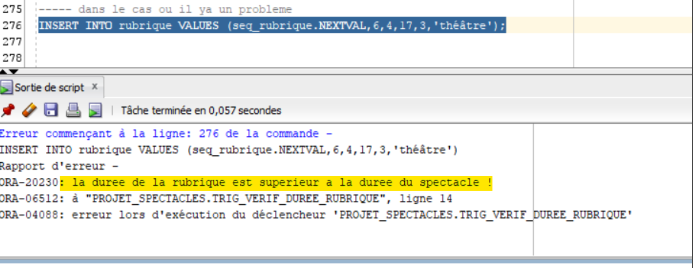 275 ----- dans le cas ou il ya un probleme
276 INSERT INTO rubrique VALUES (seq_rubrique.NEXTVAL,6,4,17,3,'théâtre');
277
278
Sortie de script x
Tâche terminée en 0,057 secondes
Erreur commençant à la ligne: 276 de la commande -
INSERT INTO rubrique VALUES (seq_rubrique.NEXTVAL,6,4,17,3,'théâtre')
Rapport d'erreur -
ORA-20230: la duree de la rubrique est superieur a la duree du spectacle !
ORA-06512: à "PROJET_SPECTACLES.TRIG_VERIF_DUREE_RUBRIQUE", ligne 14
ORA-04088: erreur lors d'exécution du déclencheur 'PROJET_SPECTACLES.TRIG_VERIF_DUREE_RUBRIQUE'